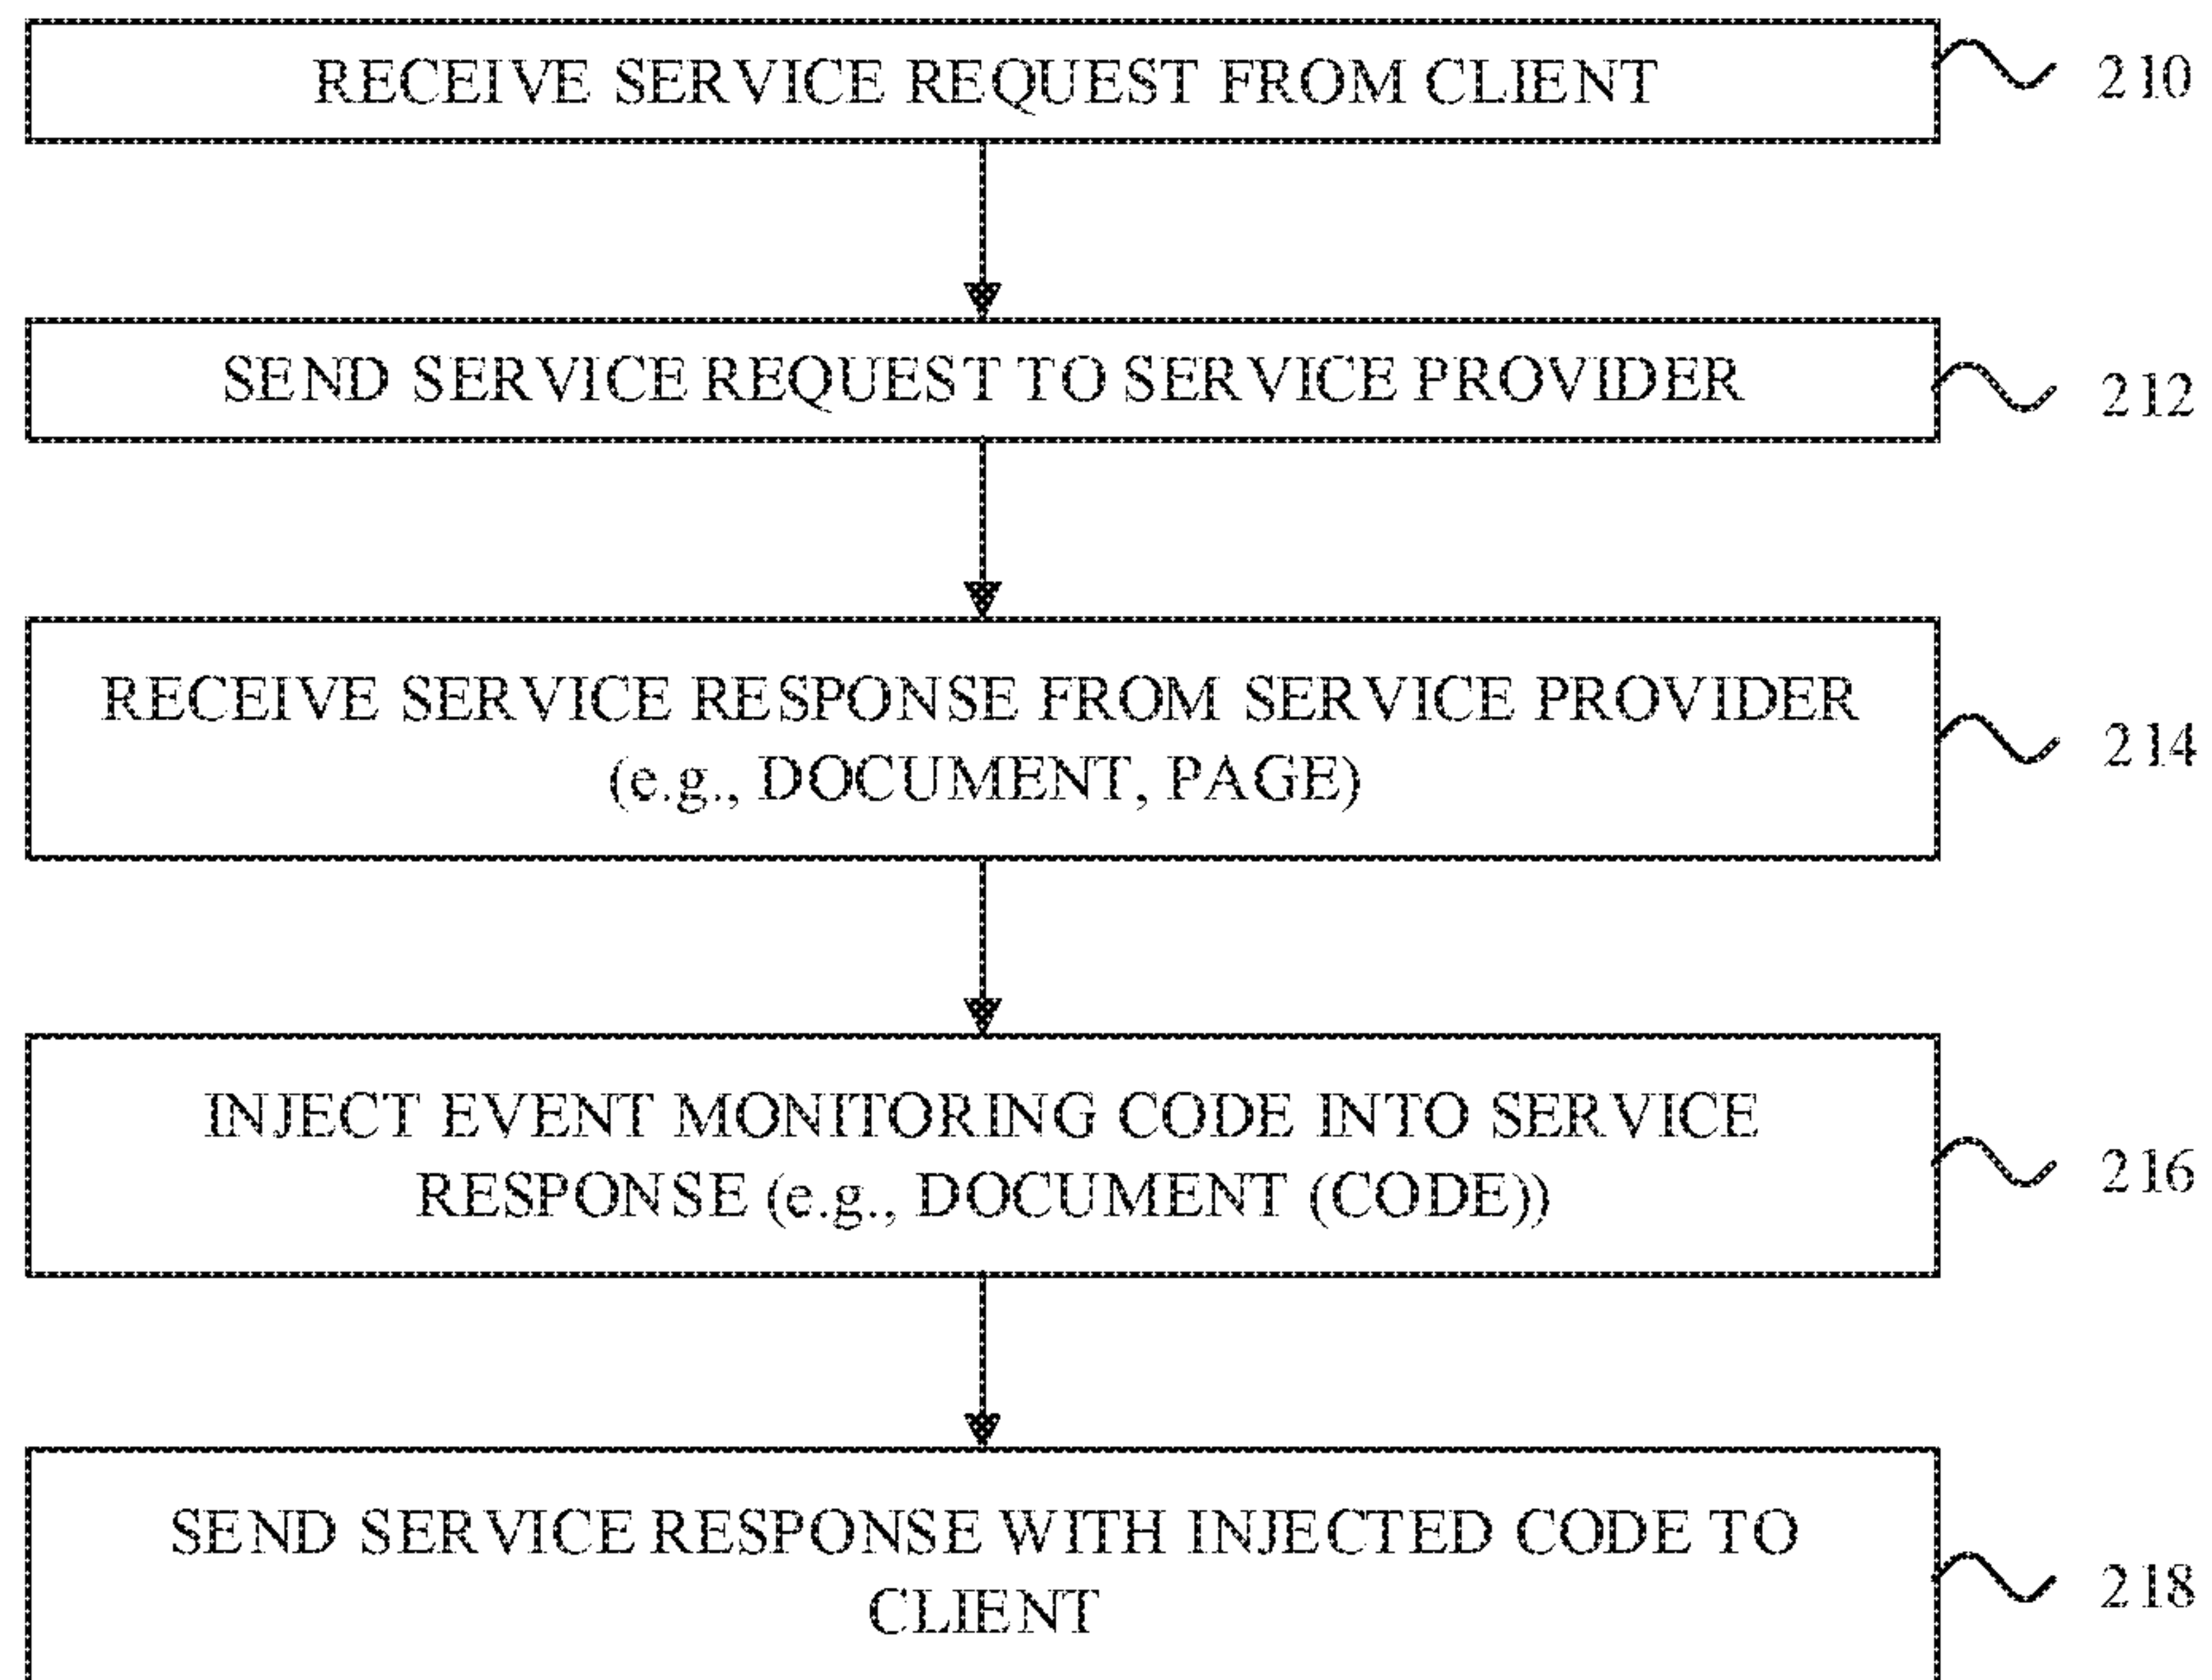 RECEIVE SERVICE REQUEST FROM CLIENT
210
SEND SERVICE REQUEST TO SERVICE PROVIDER
212
RECEIVE SERVICE RESPONSE FROM SERVICE PROVIDER
(e.g., DOCUMENT, PAGE)
214
INJECT EVENT MONITORING CODE INTO SERVICE
RESPONSE (e.g., DOCUMENT (CODE))
216
SEND SERVICE RESPONSE WITH INJECTED CODE TO
CLIENT
218